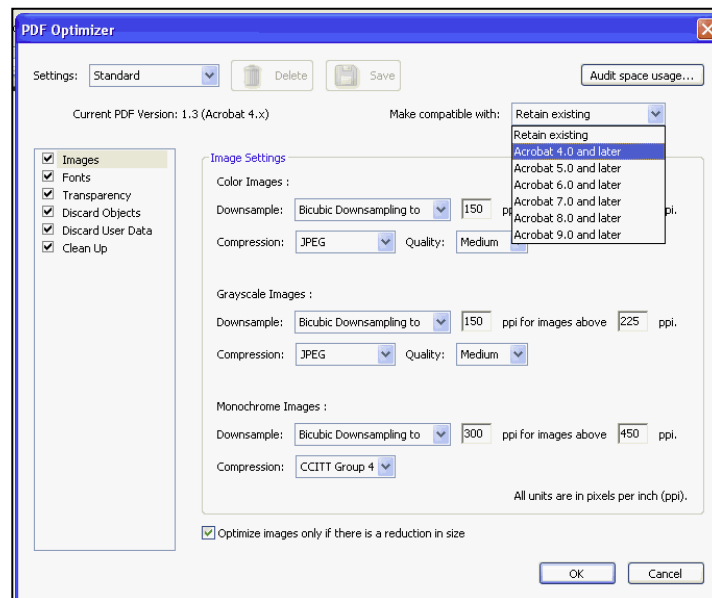 PDF Optimizer
Settings: Standard Delete Save Audit space usage...
Current PDF Version: 1.3 (Acrobat 4.x) Make compatible with: Retain existing
Retain existing
Acrobat 4.0 and later
Acrobat 5.0 and later
Acrobat 6.0 and later
Acrobat 7.0 and later
Acrobat 8.0 and later
Acrobat 9.0 and later
Images
Fonts
Transparency
Discard Objects
Discard User Data
Clean Up
Image Settings
Color Images :
Downsample: Bicubic Downsampling to 150 pp pi.
Compression: JPEG Quality: Medium
Grayscale Images :
Downsample: Bicubic Downsampling to 150 ppi for images above 225 ppi.
Compression: JPEG Quality: Medium
Monochrome Images :
Downsample: Bicubic Downsampling to 300 ppi for images above 450 ppi.
Compression: CCITT Group 4
All units are in pixels per inch (ppi).
Optimize images only if there is a reduction in size
OK Cancel